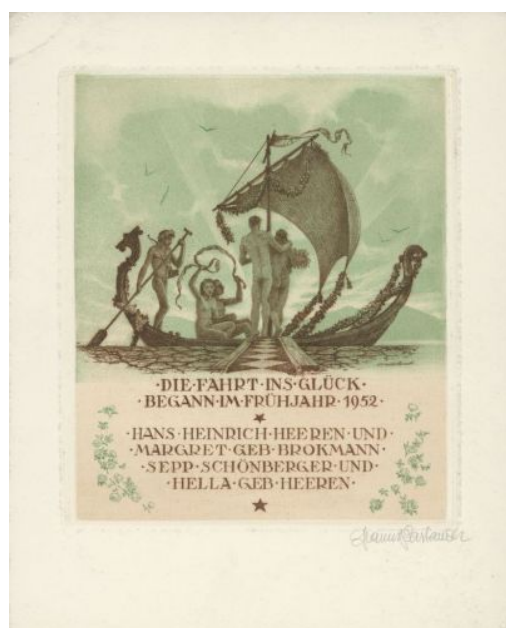 ·DIE·FAHRT·INS·GLÜCK·
·BEGANN·IM·FRÜHJAHR·1952·
·HANS·HEINRICH·HEEREN·UND·
·MARGRET·GEB·BROKMANN·
·SEPP·SCHÖNBERGER·UND·
·HELLA·GEB·HEEREN·